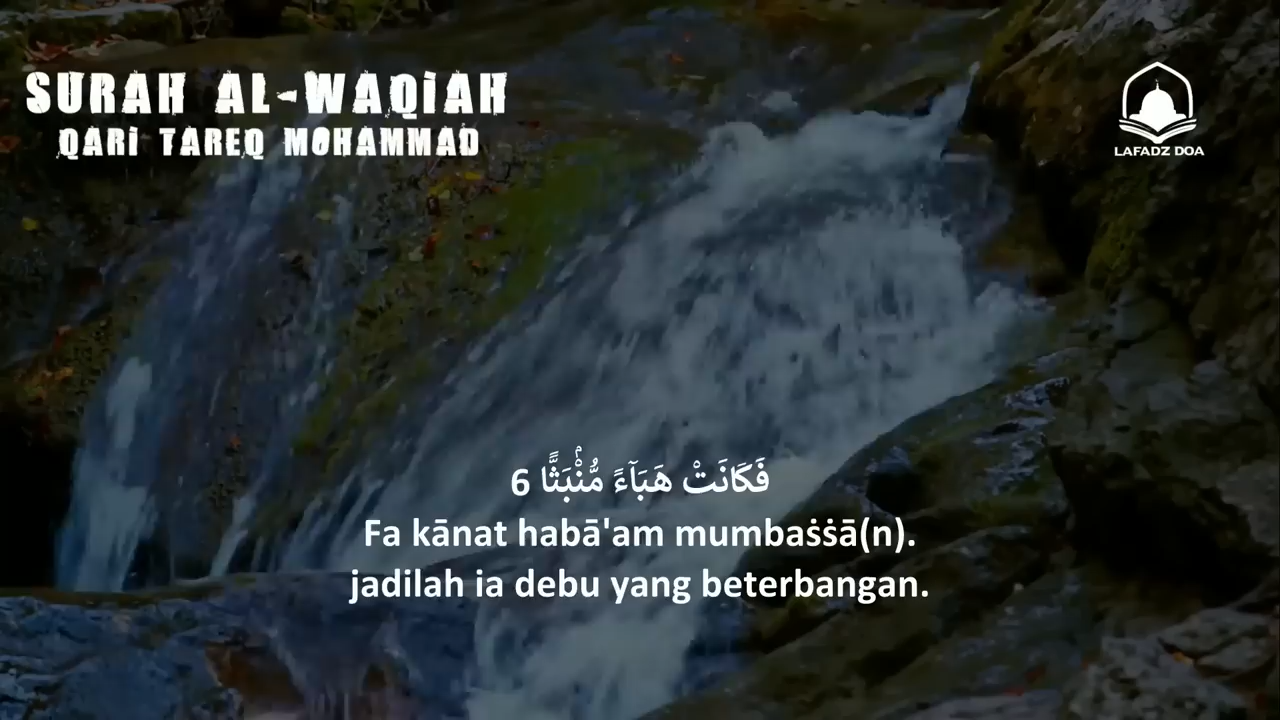 SURAH AL-WAQiAH
QARi TAREQ MOHAMMAD
LAFADZ DOA
فَكَانَتْ هَبَاۤءً مُّنْۢبَثًّا 6
Fa kānat habā'am mumbaṡṡā(n).
jadilah ia debu yang beterbangan.